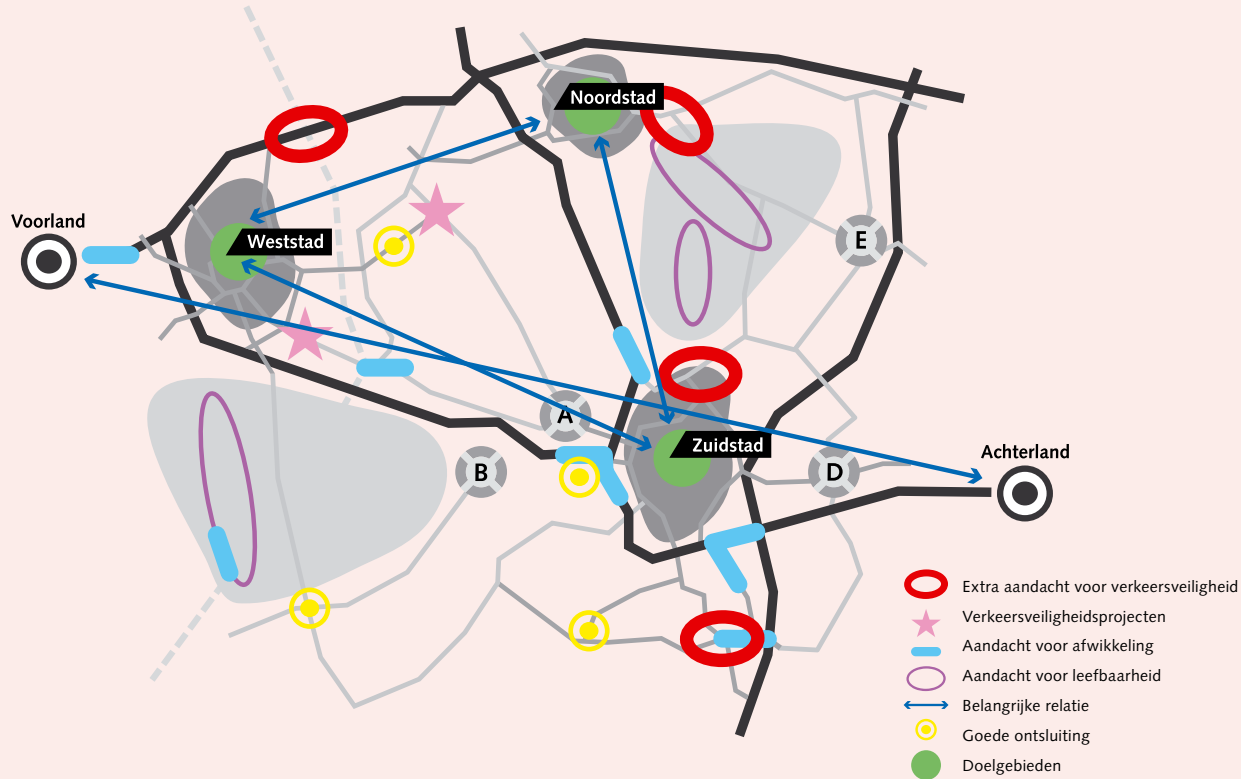 Noordstad
Voorland
Weststad
E
A
Zuidstad
B
D
Achterland
Extra aandacht voor verkeersveiligheid
Verkeersveiligheidsprojecten
Aandacht voor afwikkeling
Aandacht voor leefbaarheid
Belangrijke relatie
Goede ontsluiting
Doelgebieden